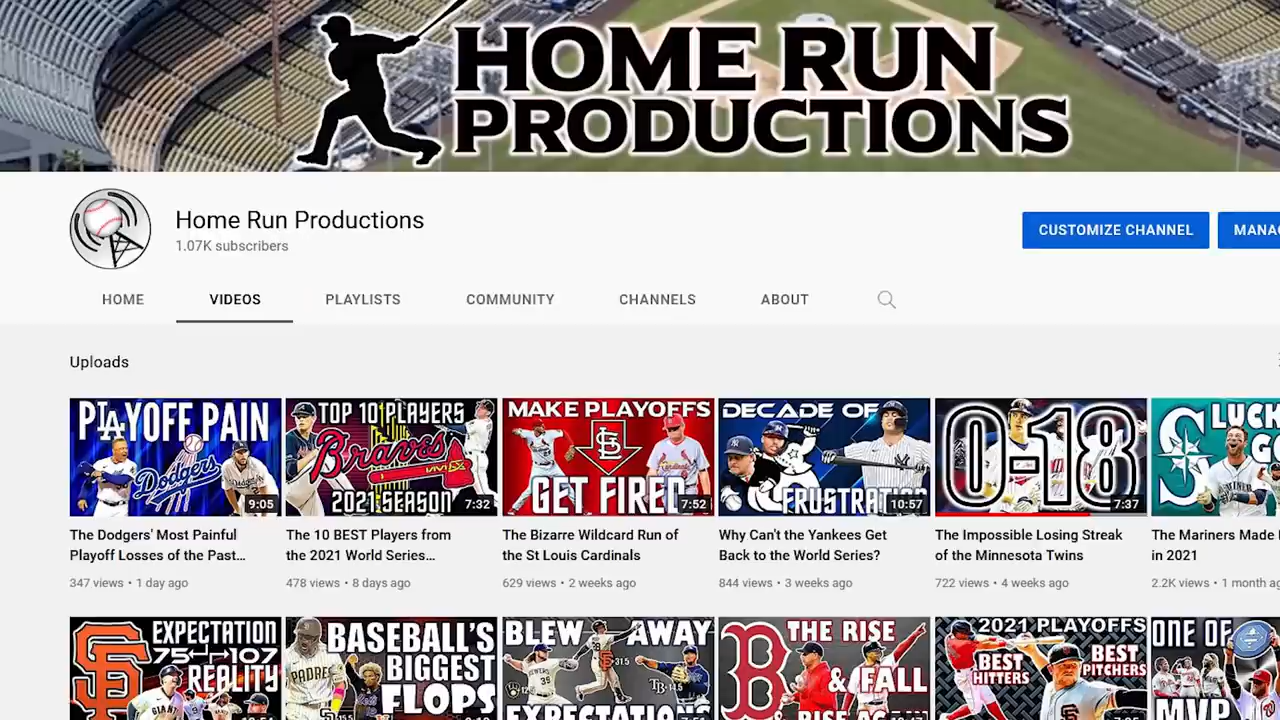 HOME RUN
PRODUCTIONS
Home Run Productions
1.07K subscribers
CUSTOMIZE CHANNEL
HOME
VIDEOS
PLAYLISTS
COMMUNITY
CHANNELS
ABOUT
Uploads
PLAYOFF PAIN
Dodgers
9:05
TOP 10 PLAYERS
Braves
2021 SEASON
7:32
MAKE PLAYOFFS
GET FIRED
7:52
DECADE OF
10:57
0-18
7:37
S
The Dodgers' Most Painful
Playoff Losses of the Past...
347 views • 1 day ago
The 10 BEST Players from
the 2021 World Series...
478 views • 8 days ago
The Bizarre Wildcard Run of
the St Louis Cardinals
629 views • 2 weeks ago
Why Can't the Yankees Get
Back to the World Series?
844 views • 3 weeks ago
The Impossible Losing Streak
of the Minnesota Twins
722 views • 4 weeks ago
The Mariners Made
in 2021
2.2K views • 1 month
EXPECTATION
75 107
REALITY
BASEBALL'S
BIGGEST
FLOPS
PADRES
BLEW AWAY
EXPECTATIONS
B
THE RISE
& FALL
& RISE
2021 PLAYOFFS
BEST
HITTERS
BEST
PITCHERS
ONE OF
MVP